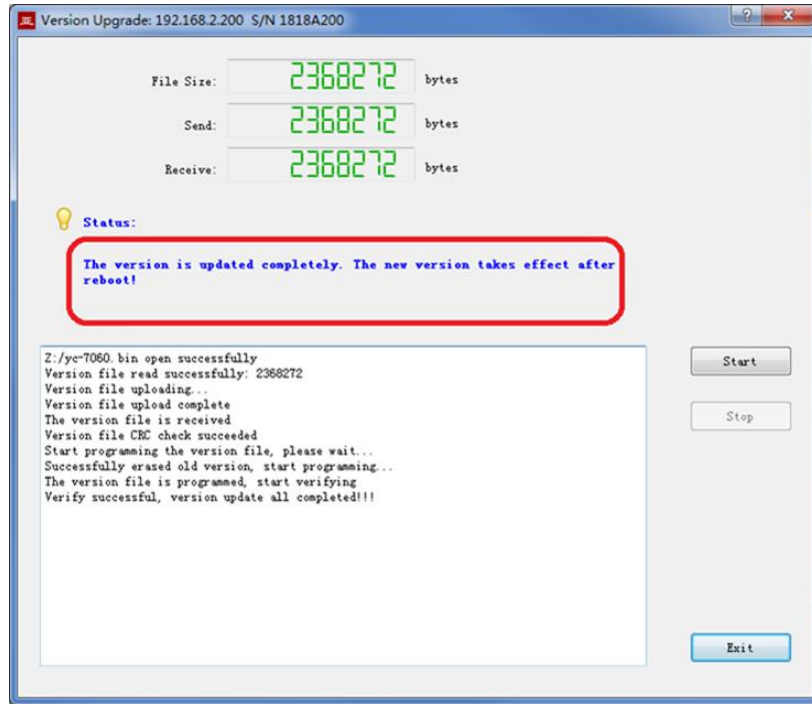 Version Upgrade: 192.168.2.200 S/N 1818A200
File Size: 2368272 bytes
Send: 2368272 bytes
Receive: 2368272 bytes
Status:
The version is updated completely. The new version takes effect after
reboot!
Z:/yc-7060.bin open successfully
Version file read successfully: 2368272
Version file uploading...
Version file upload complete
The version file is received
Version file CRC check succeeded
Start programming the version file, please wait...
Successfully erased old version, start programming...
The version file is programmed, start verifying
Verify successful, version update all completed!!!
Start
Stop
Exit